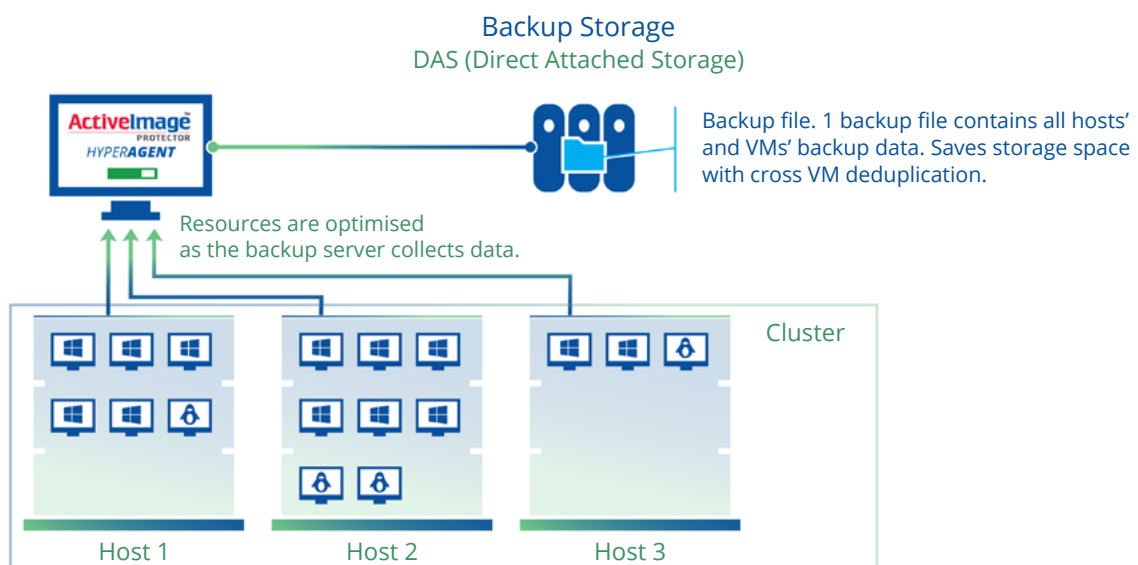 Backup Storage
DAS (Direct Attached Storage)
ActiveImage™
PROTECTOR
HYPERAGENT
Backup file. 1 backup file contains all hosts’
and VMs’ backup data. Saves storage space
with cross VM deduplication.
Resources are optimised
as the backup server collects data.
Cluster
Host 1
Host 2
Host 3